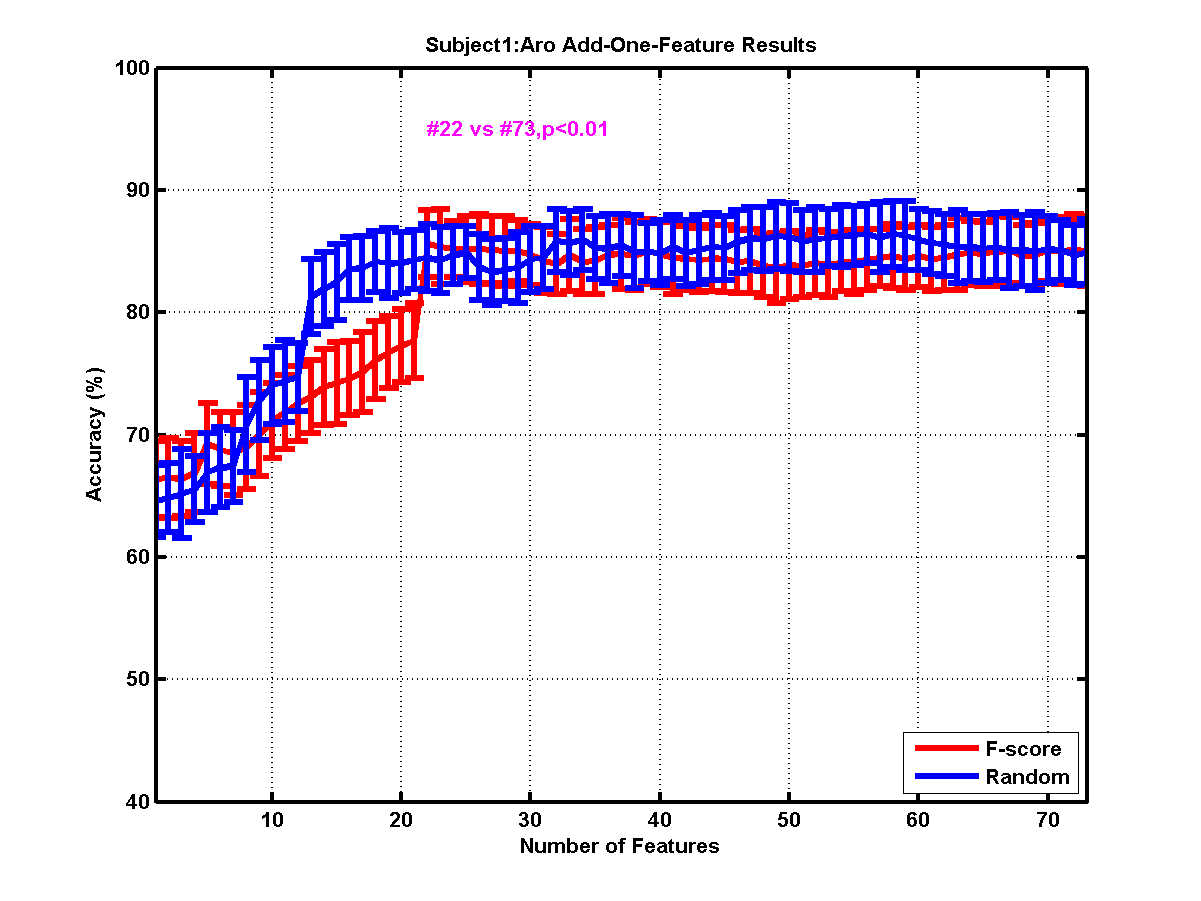 Subject1:Aro Add-One-Feature Results
100
90
80
70
60
50
40
Accuracy (%)
#22 vs #73,p<0.01
F-score
Random
10 20 30 40 50 60 70
Number of Features